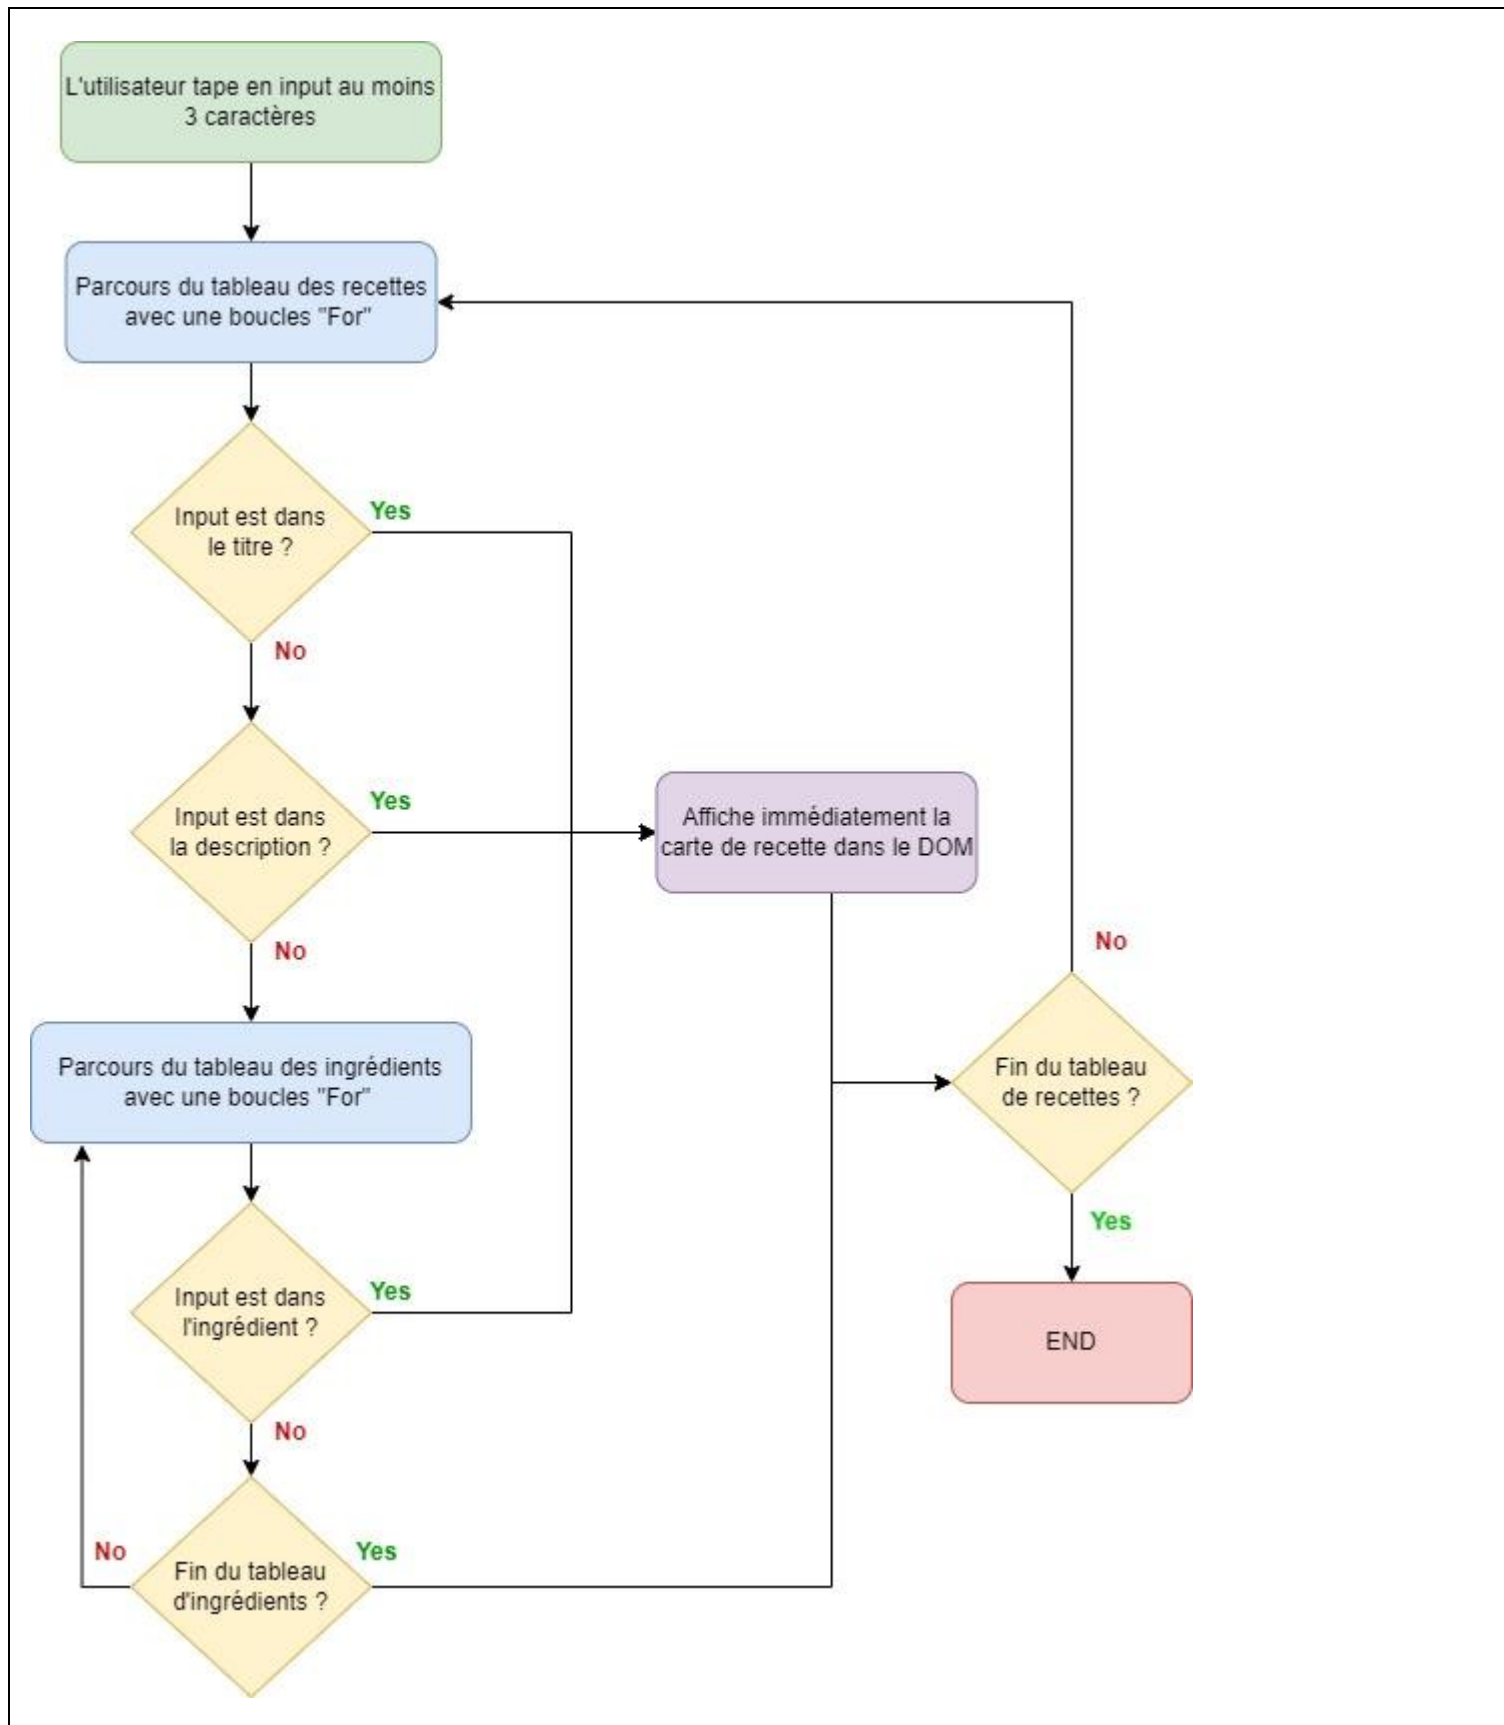 L'utilisateur tape en input au moins
3 caractères
Parcours du tableau des recettes
avec une boucles "For"
Input est dans
le titre ?
Yes
No
Input est dans
la description ?
Yes
No
Affiche immédiatement la
carte de recette dans le DOM
Parcours du tableau des ingrédients
avec une boucles "For"
Input est dans
l'ingrédient ?
Yes
No
Fin du tableau
d'ingrédients ?
No
Yes
Fin du tableau
de recettes ?
No
Yes
END